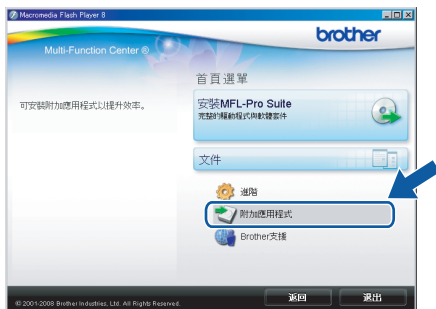 Macromedia Flash Player 8
brother
Multi-Function Center ®
首頁選單
可安裝附加應用程式以提升效率。
安裝MFL-Pro Suite
完整的驅動程式與軟體套件
文件
進階
附加應用程式
Brother支援
© 2001-2008 Brother Industries, Ltd. All Rights Reserved.
返回
退出